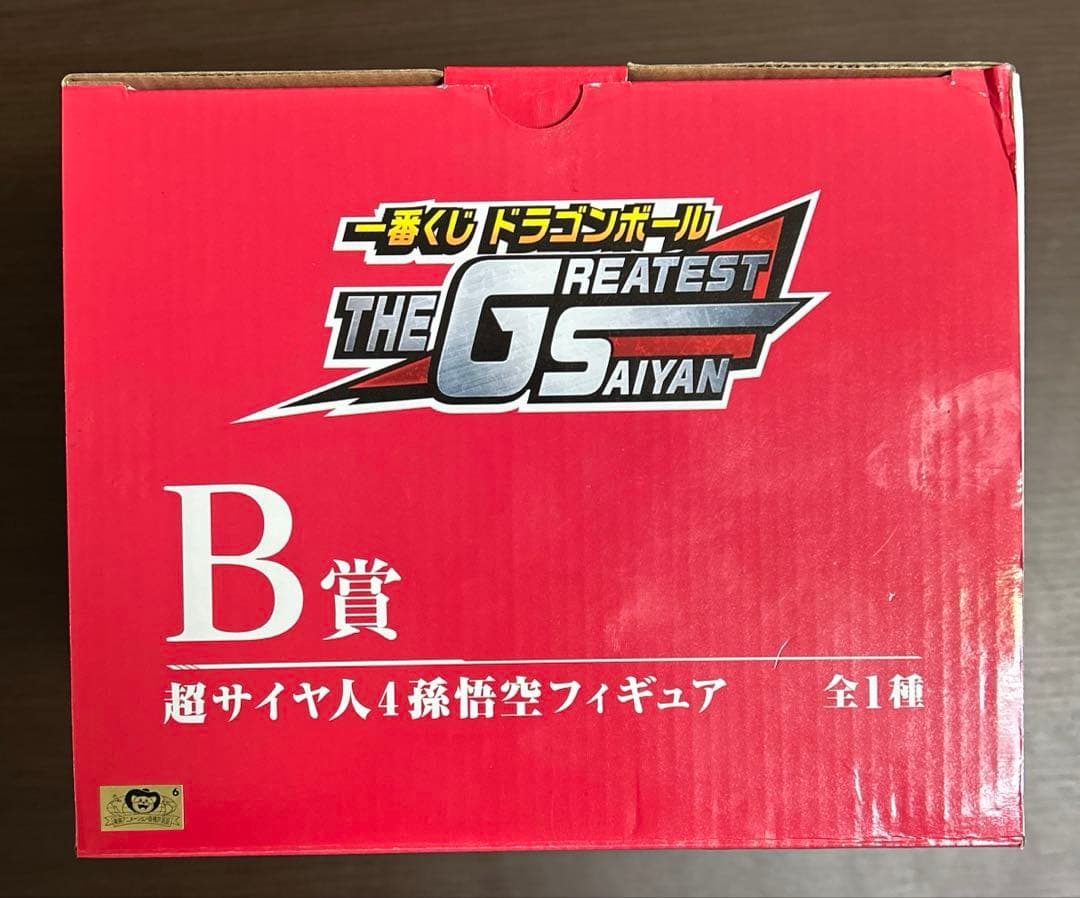 一番くじ ドラゴンボール
THE GREATEST
SAIYAN
B賞
超サイヤ人4孫悟空フィギュア 全1種
6